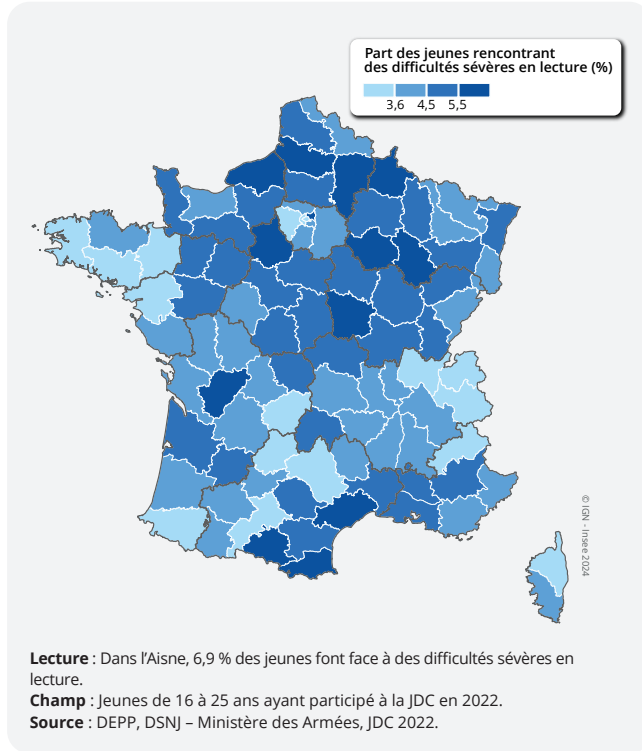 Part des jeunes rencontrant
des difficultés sévères en lecture (%)
3,6 4,5 5,5
© IGN - Insee 2024
Lecture : Dans l’Aisne, 6,9 % des jeunes font face à des difficultés sévères en
lecture.
Champ : Jeunes de 16 à 25 ans ayant participé à la JDC en 2022.
Source : DEPP, DSNJ – Ministère des Armées, JDC 2022.